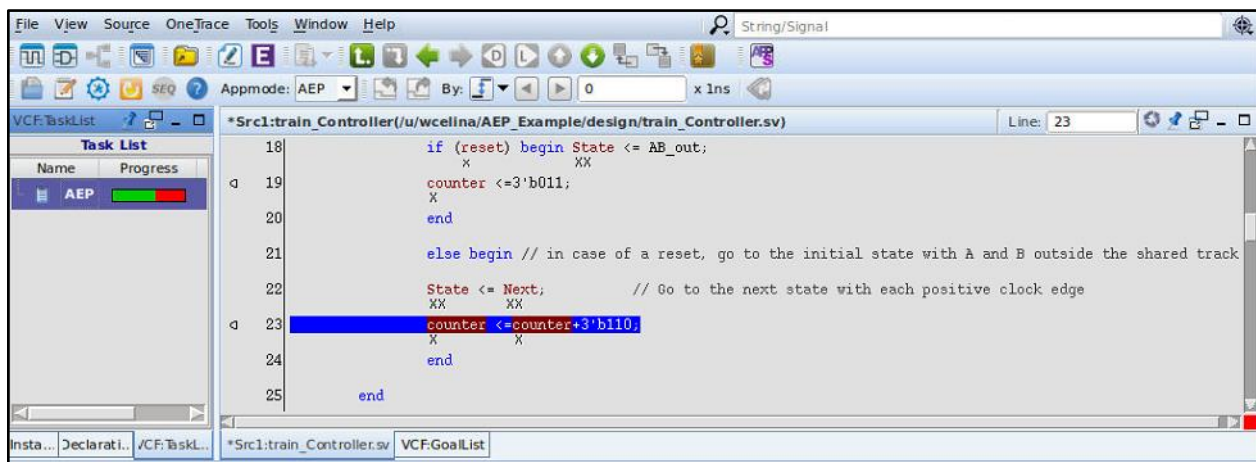 File View Source OneTrace Tools Window Help String/Signal
SEQ ? Appmode: AEP By: 0 x 1ns
VCF:TaskList *Src1:train_Controller(/u/wcelina/AEP_Example/design/train_Controller.sv) Line: 23
Task List
Name Progress
AEP
18 if (reset) begin State <= AB_out;
x XX
19 counter <=3'b011;
X
20 end
21 else begin // in case of a reset, go to the initial state with A and B outside the shared track
22 State <= Next; // Go to the next state with each positive clock edge
XX XX
23 counter <=counter+3'b110;
X X
24 end
25 end
Insta... Declarati.. VCF:TaskL.. *Src1:train_Controller.sv VCF:GoalList